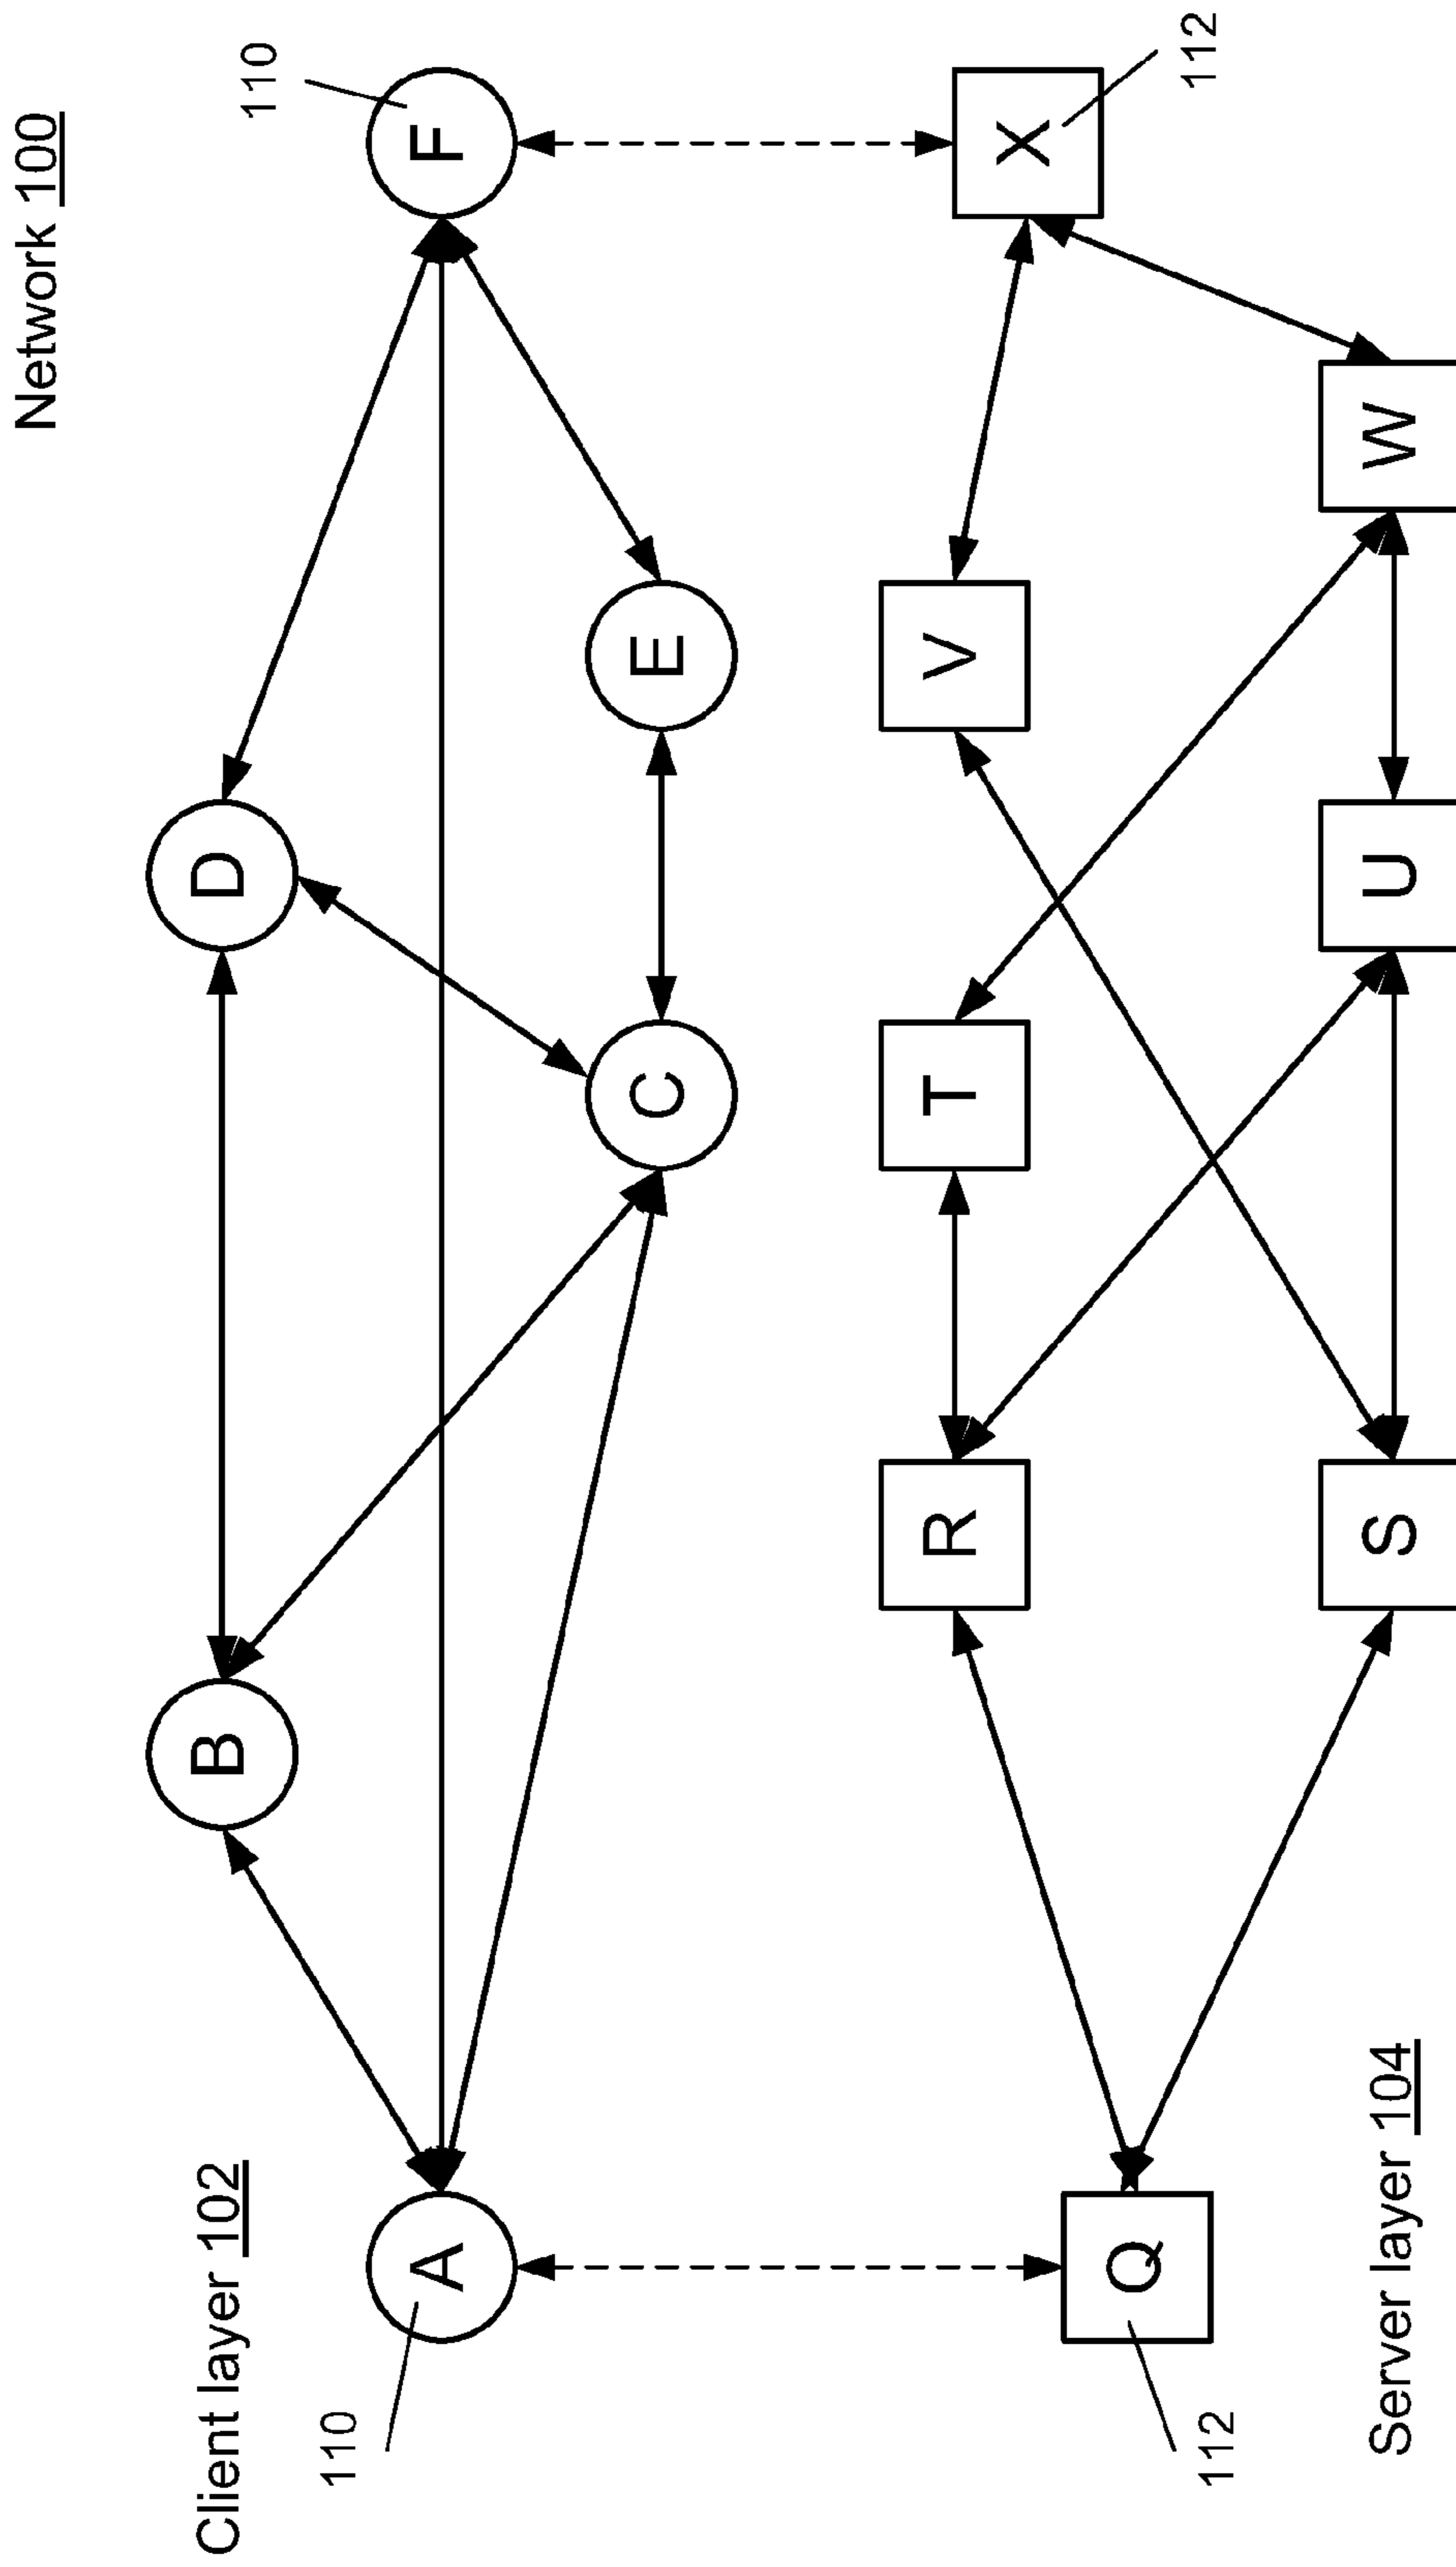 Network 100
Client layer 102
110
110
B
D
A
F
C
E
112
R
T
V
X
Q
112
S
U
W
Server layer 104